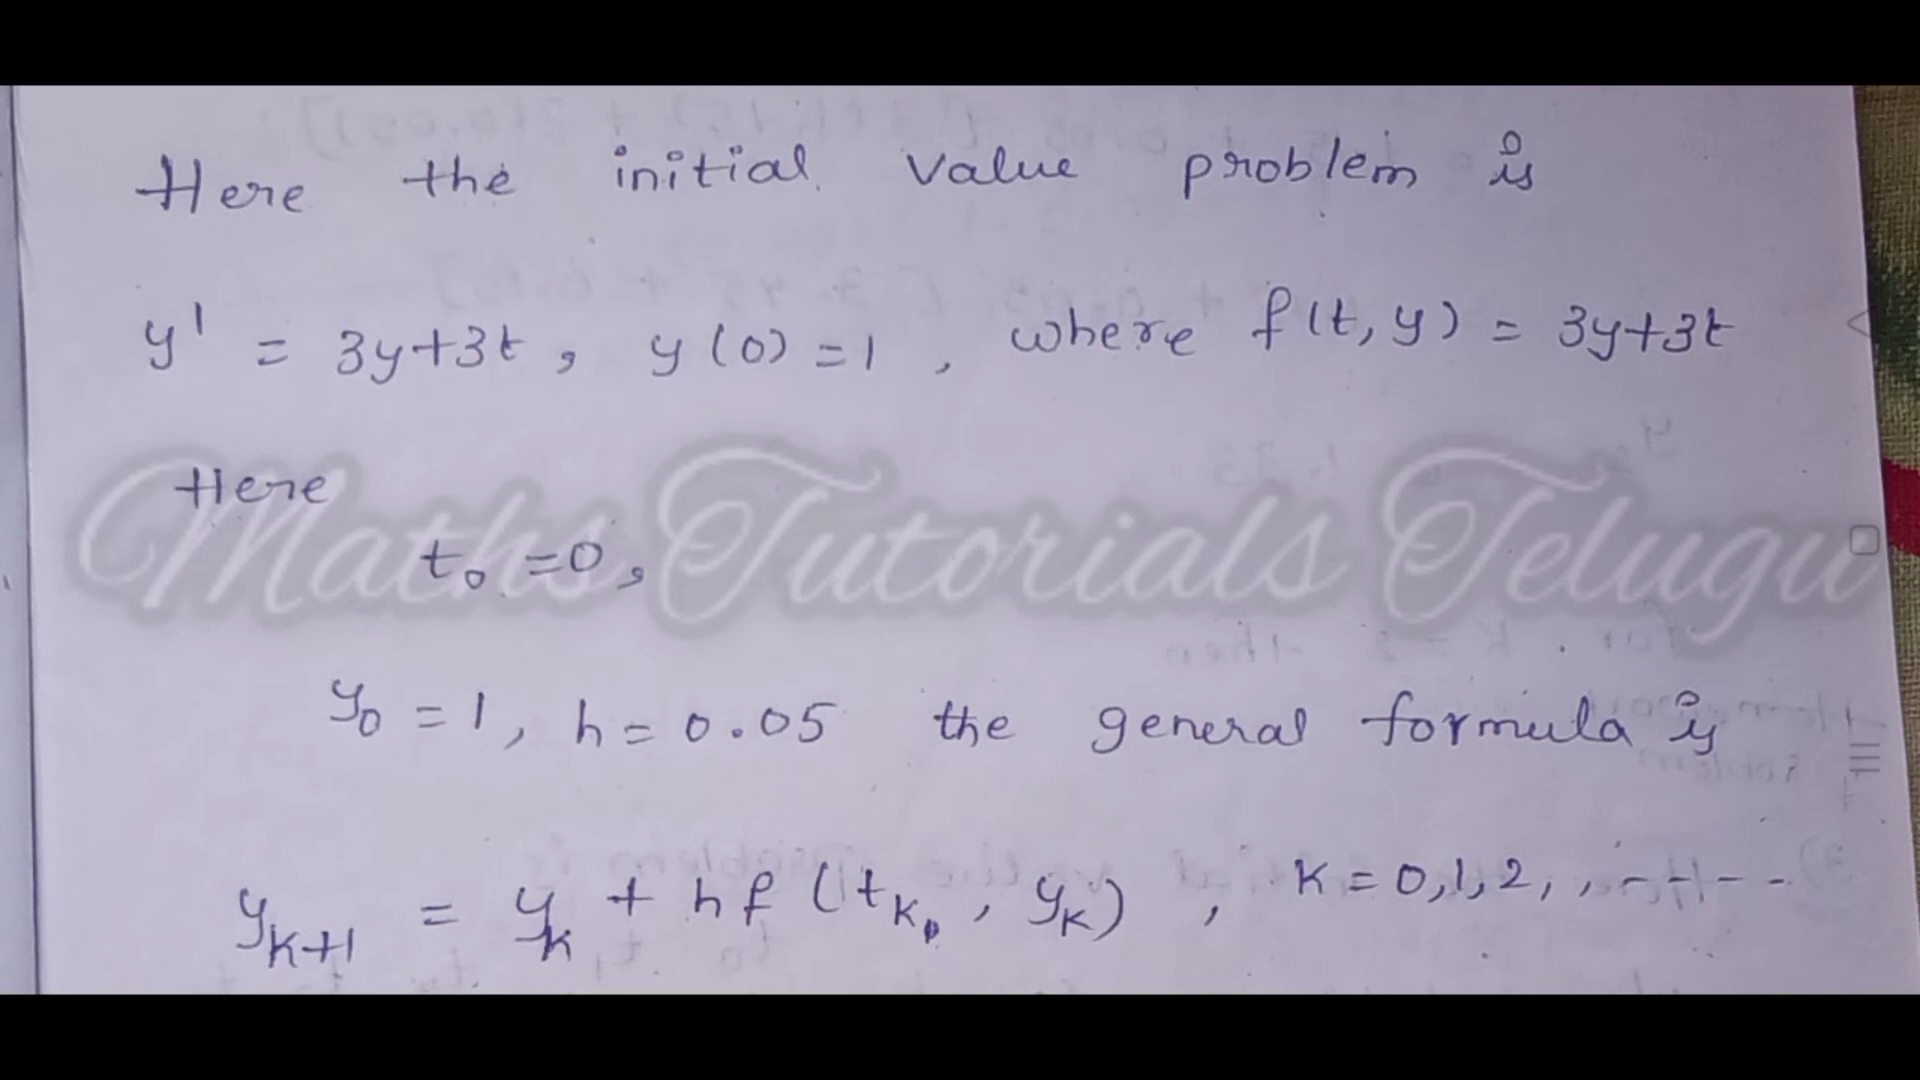 Here the initial value problem is
y' = 3y+3t, y(0)=1, where f(t,y) = 3y+3t
Here
Maths Tutorials Telugu
t₀=0,
y₀=1, h=0.05 the general formula is
yₖ₊₁ = yₖ + hf(tₖ, yₖ), K=0,1,2,,-----